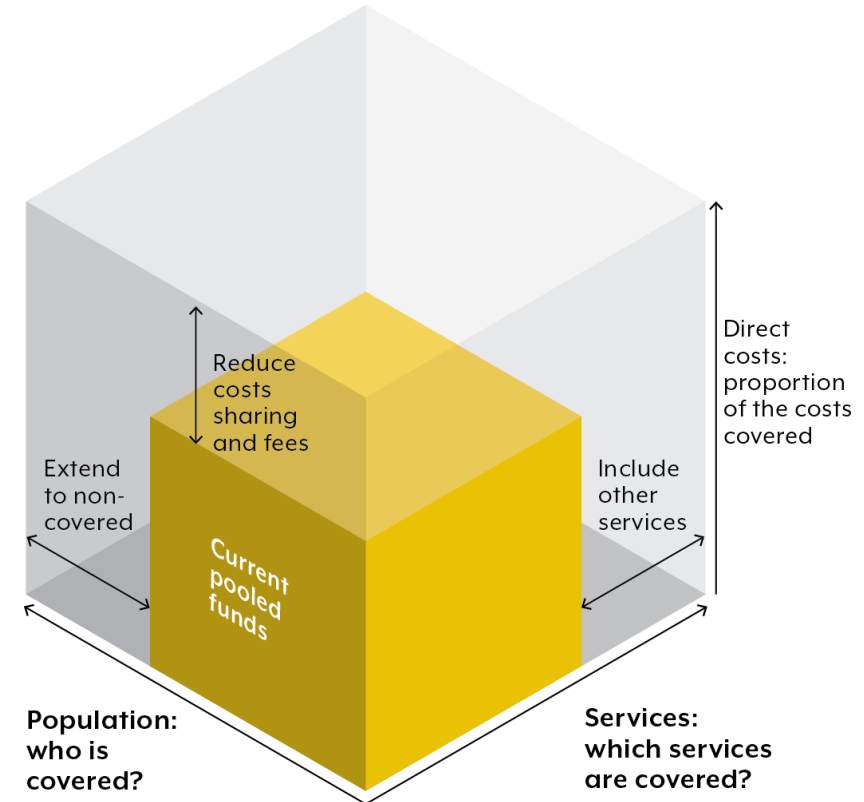 Reduce
costs
sharing
and fees
Direct
costs:
proportion
of the costs
covered
Extend
to non-
covered
Include
other
services
Current
pooled
funds
Population:
who is
covered?
Services:
which services
are covered?